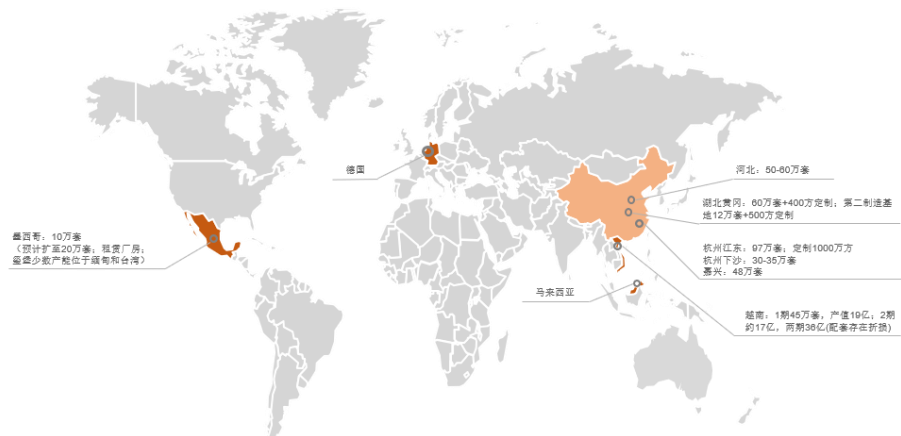 德国
河北：50-60万套
湖北黄冈：60万套+400方定制；第二制造基
地12万套+500方定制
墨西哥：10万套
（预计扩至20万套；租赁厂房；
玺堡少数产能位于缅甸和台湾）
杭州江东：97万套；定制1000万方
杭州下沙：30-35万套
嘉兴：48万套
马来西亚
越南：1期45万套，产值19亿；2期
约17亿，两期36亿(配套存在折损)